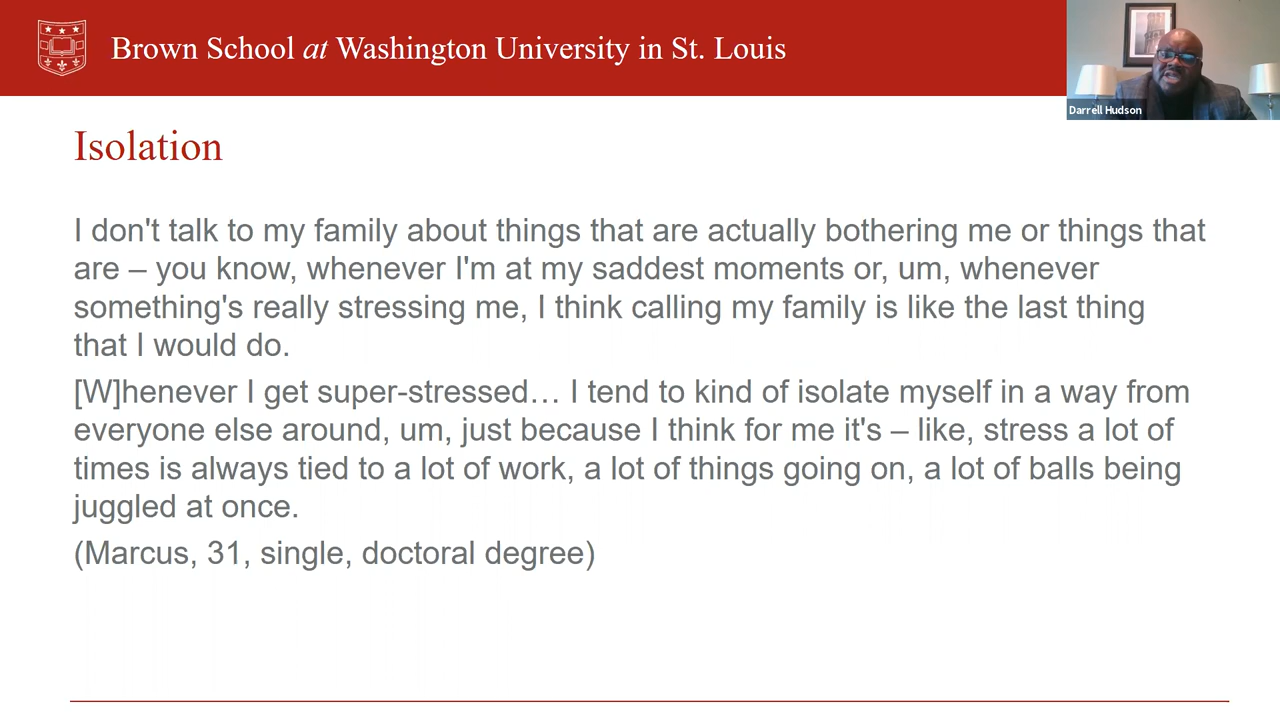 Brown School at Washington University in St. Louis
Darrell Hudson
Isolation
I don't talk to my family about things that are actually bothering me or things that
are – you know, whenever I'm at my saddest moments or, um, whenever
something's really stressing me, I think calling my family is like the last thing
that I would do.
[W]henever I get super-stressed… I tend to kind of isolate myself in a way from
everyone else around, um, just because I think for me it's – like, stress a lot of
times is always tied to a lot of work, a lot of things going on, a lot of balls being
juggled at once.
(Marcus, 31, single, doctoral degree)